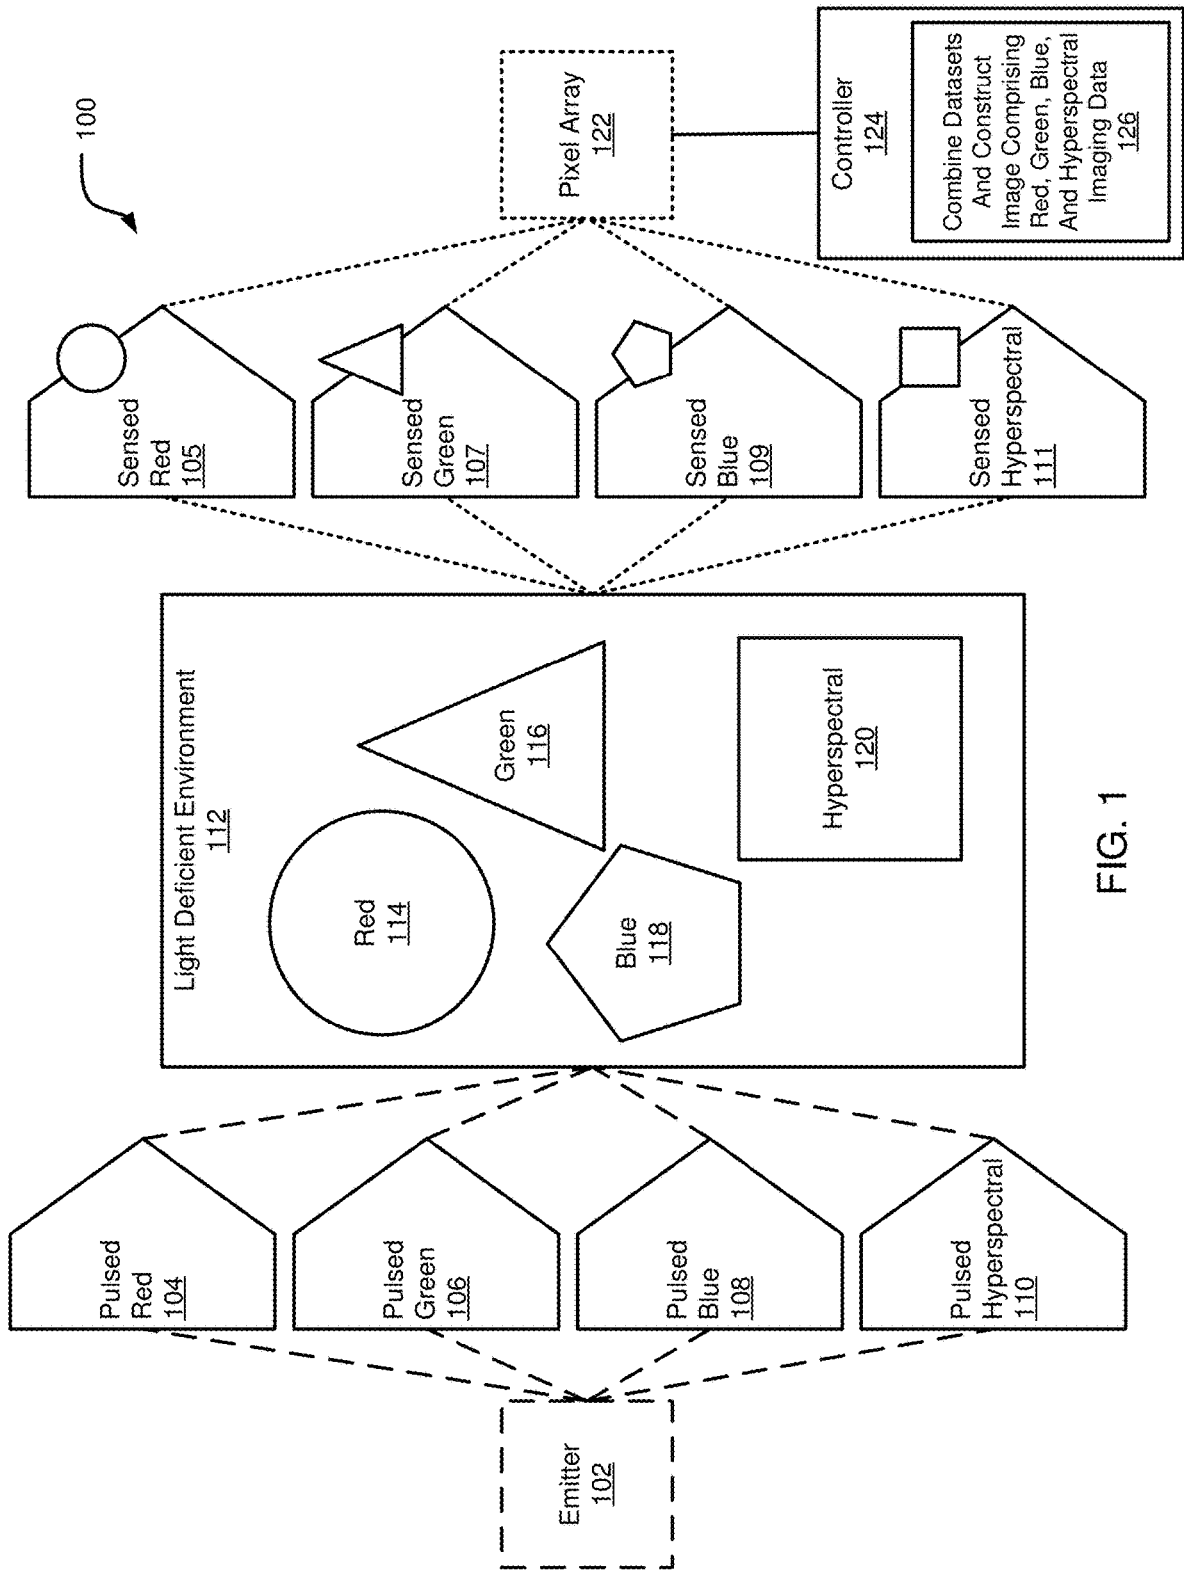 100
Emitter
102
Pulsed
Red
104
Pulsed
Green
106
Pulsed
Blue
108
Pulsed
Hyperspectral
110
Light Deficient Environment
112
Red
114
Green
116
Blue
118
Hyperspectral
120
Sensed
Red
105
Sensed
Green
107
Sensed
Blue
109
Sensed
Hyperspectral
111
Pixel Array
122
Controller
124
Combine Datasets
And Construct
Image Comprising
Red, Green, Blue,
And Hyperspectral
Imaging Data
126
FIG. 1